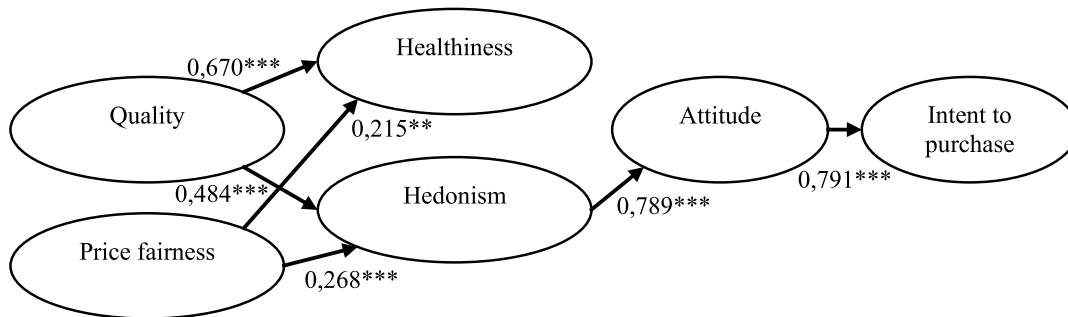 Healthiness
0,670***
Quality
Attitude
Intent to
purchase
0,215**
0,791***
0,484***
Hedonism
0,789***
Price fairness
0,268***